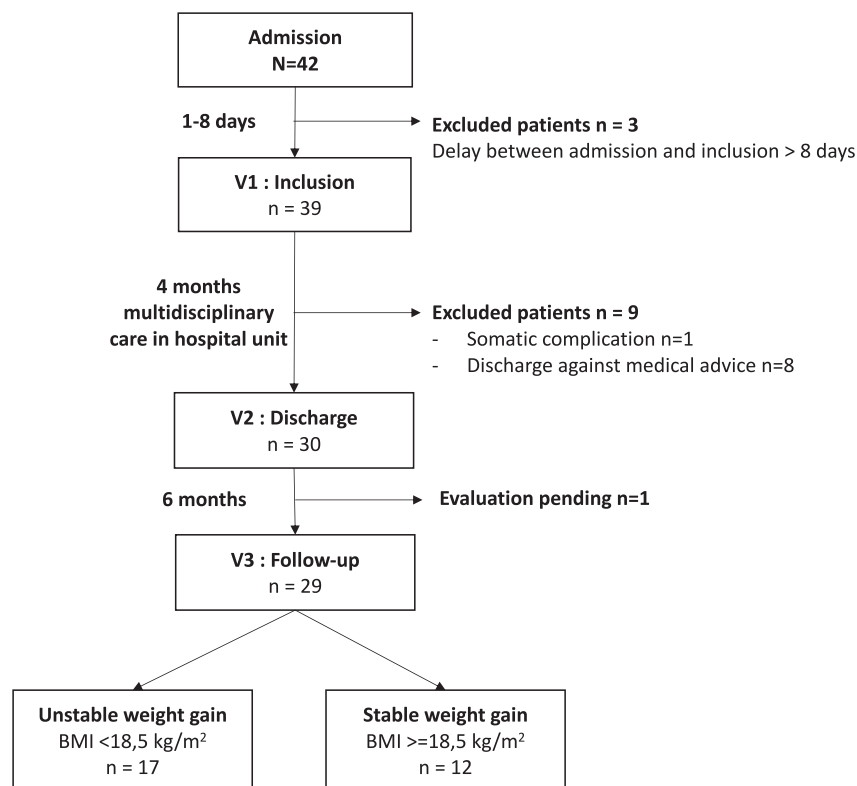 Admission
N=42
1-8 days
Excluded patients n = 3
Delay between admission and inclusion > 8 days
V1 : Inclusion
n = 39
4 months
multidisciplinary
care in hospital unit
Excluded patients n = 9
- Somatic complication n=1
- Discharge against medical advice n=8
V2 : Discharge
n = 30
6 months
Evaluation pending n=1
V3 : Follow-up
n = 29
Unstable weight gain
BMI <18,5 kg/m²
n = 17
Stable weight gain
BMI >=18,5 kg/m²
n = 12